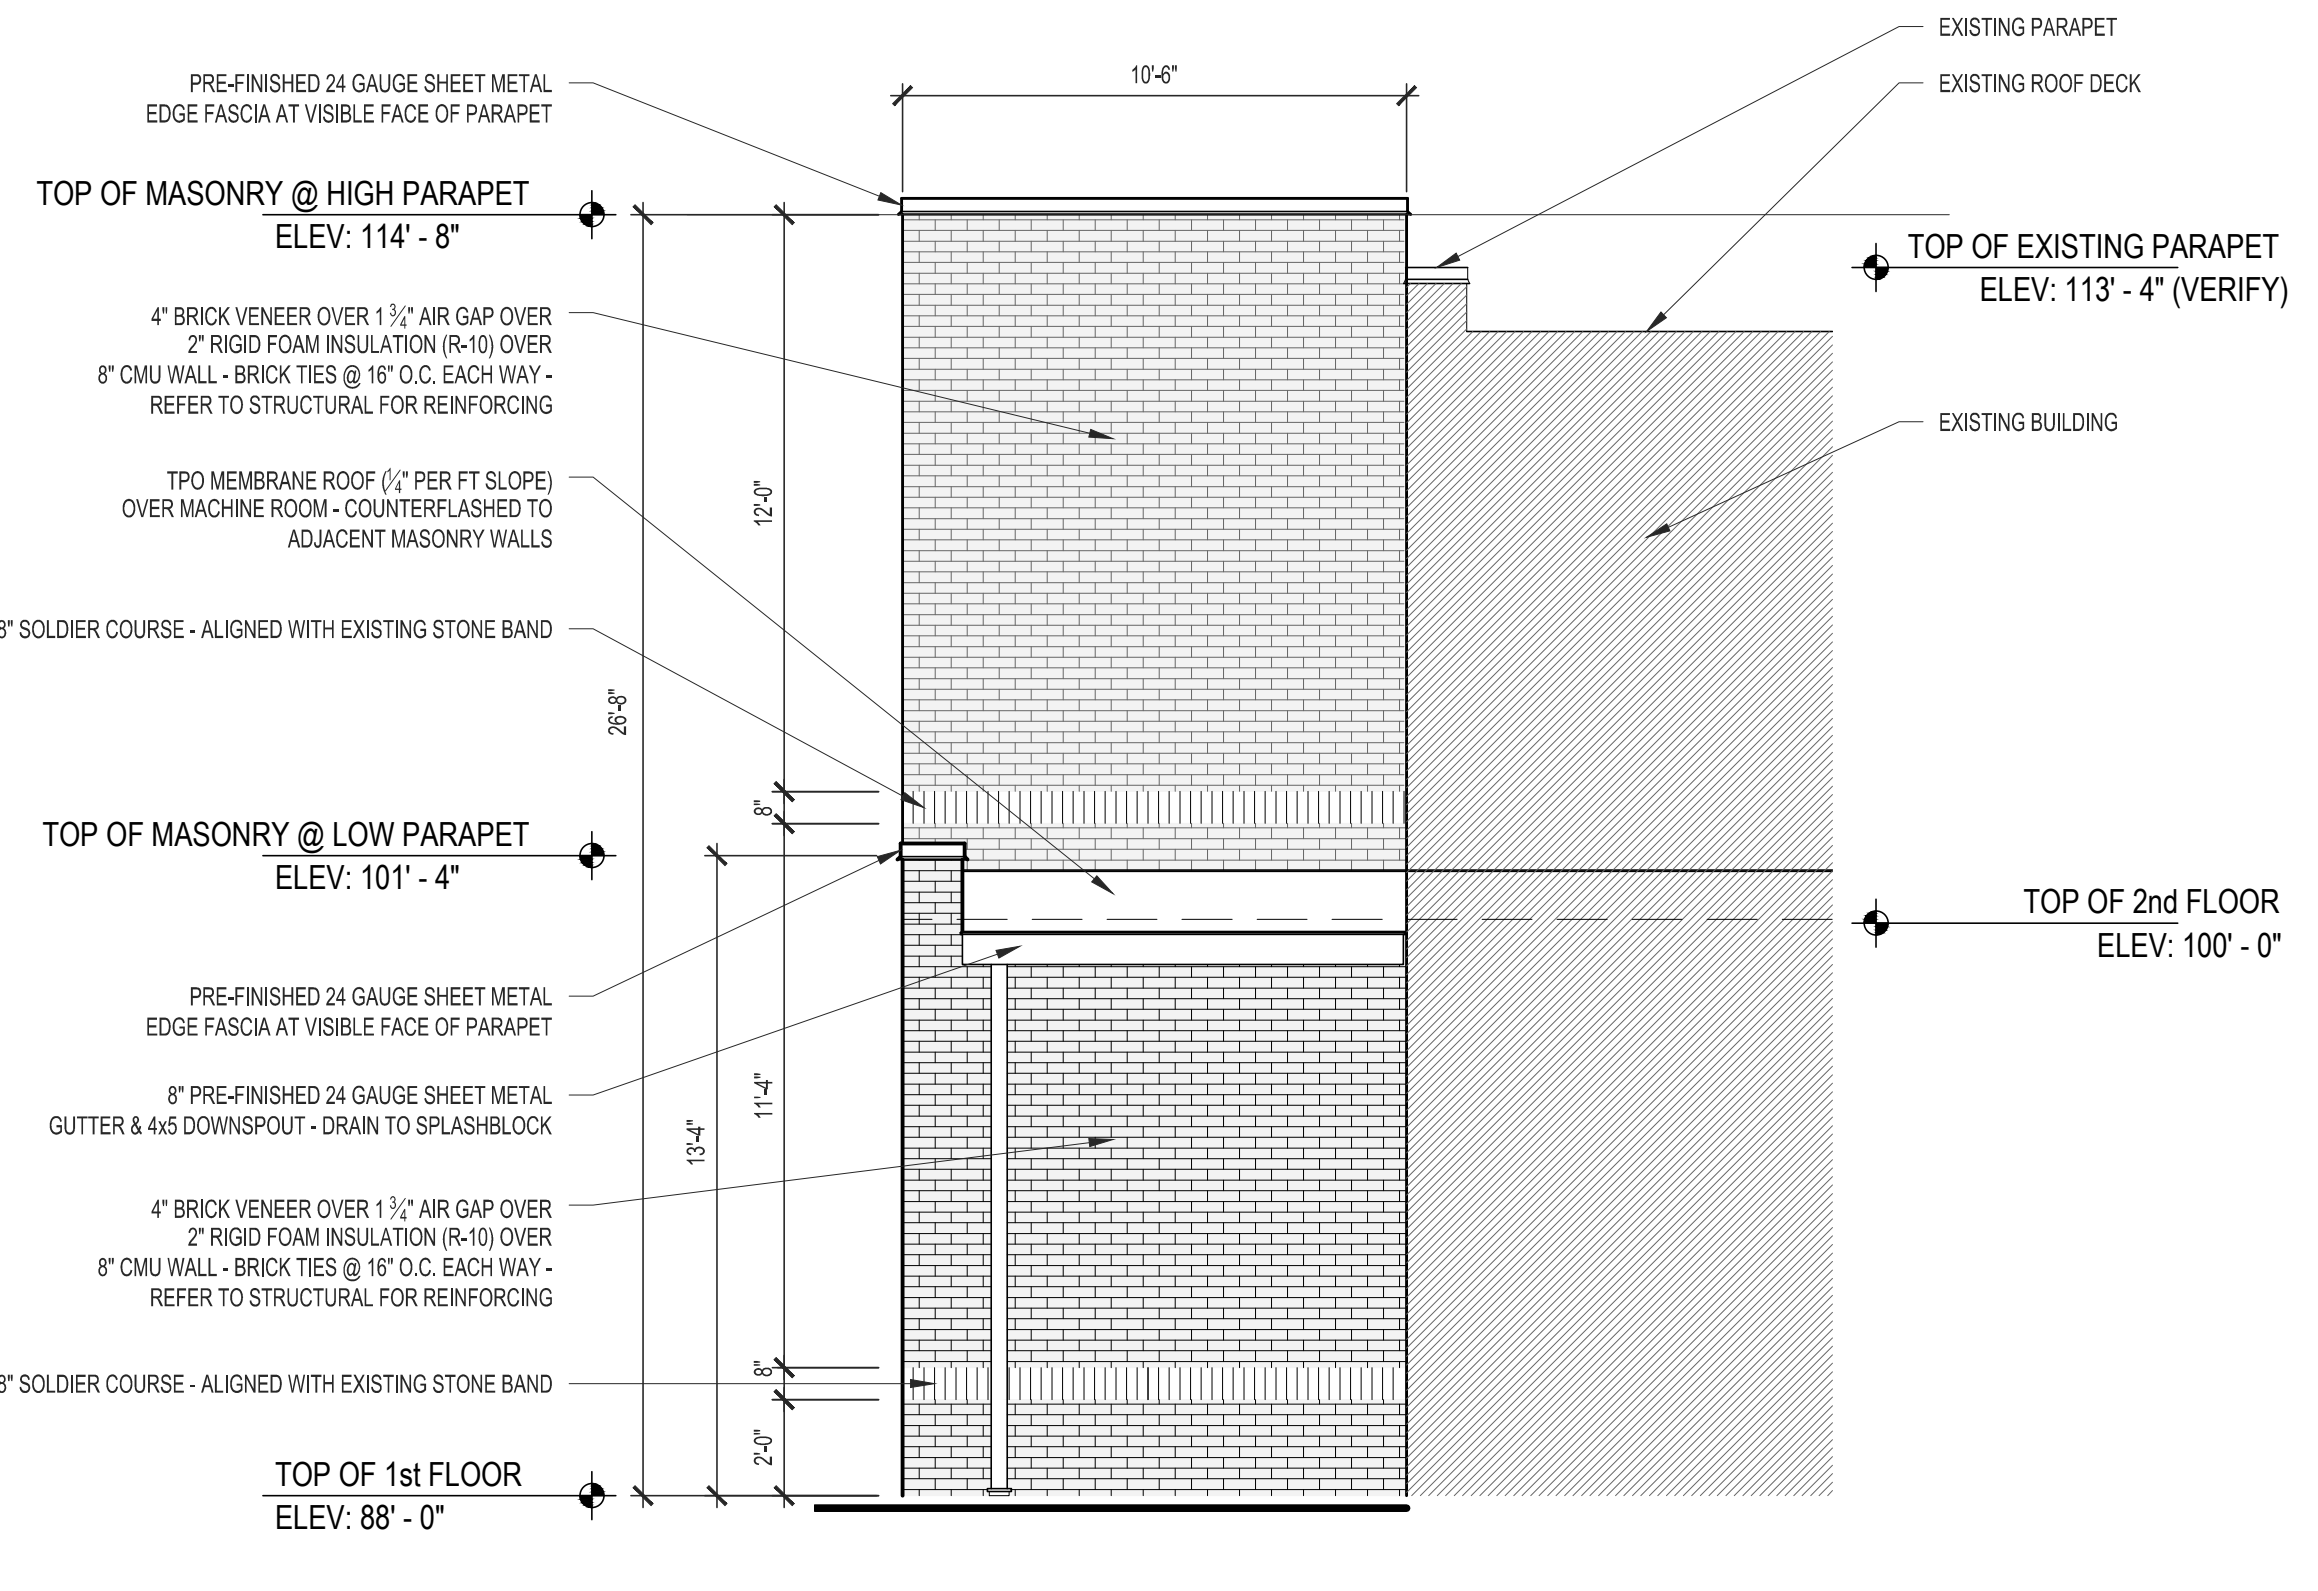 EXISTING PARAPET
10'-6"
PRE-FINISHED 24 GAUGE SHEET METAL
EDGE FASCIA AT VISIBLE FACE OF PARAPET
EXISTING ROOF DECK
TOP OF MASONRY @ HIGH PARAPET
ELEV: 114' - 8"
TOP OF EXISTING PARAPET
ELEV: 113' - 4" (VERIFY)
4" BRICK VENEER OVER 1 3/4" AIR GAP OVER
2" RIGID FOAM INSULATION (R-10) OVER
8" CMU WALL - BRICK TIES @ 16" O.C. EACH WAY -
REFER TO STRUCTURAL FOR REINFORCING
EXISTING BUILDING
TPO MEMBRANE ROOF (1/4" PER FT SLOPE)
OVER MACHINE ROOM - COUNTERFLASHED TO
ADJACENT MASONRY WALLS
12'-0"
8" SOLDIER COURSE - ALIGNED WITH EXISTING STONE BAND
26'-8"
8"
TOP OF MASONRY @ LOW PARAPET
ELEV: 101' - 4"
TOP OF 2nd FLOOR
ELEV: 100' - 0"
PRE-FINISHED 24 GAUGE SHEET METAL
EDGE FASCIA AT VISIBLE FACE OF PARAPET
8" PRE-FINISHED 24 GAUGE SHEET METAL
GUTTER & 4x5 DOWNSPOUT - DRAIN TO SPLASHBLOCK
11'-4"
13'-4"
4" BRICK VENEER OVER 1 3/4" AIR GAP OVER
2" RIGID FOAM INSULATION (R-10) OVER
8" CMU WALL - BRICK TIES @ 16" O.C. EACH WAY -
REFER TO STRUCTURAL FOR REINFORCING
8"
8" SOLDIER COURSE - ALIGNED WITH EXISTING STONE BAND
2'-0"
TOP OF 1st FLOOR
ELEV: 88' - 0"